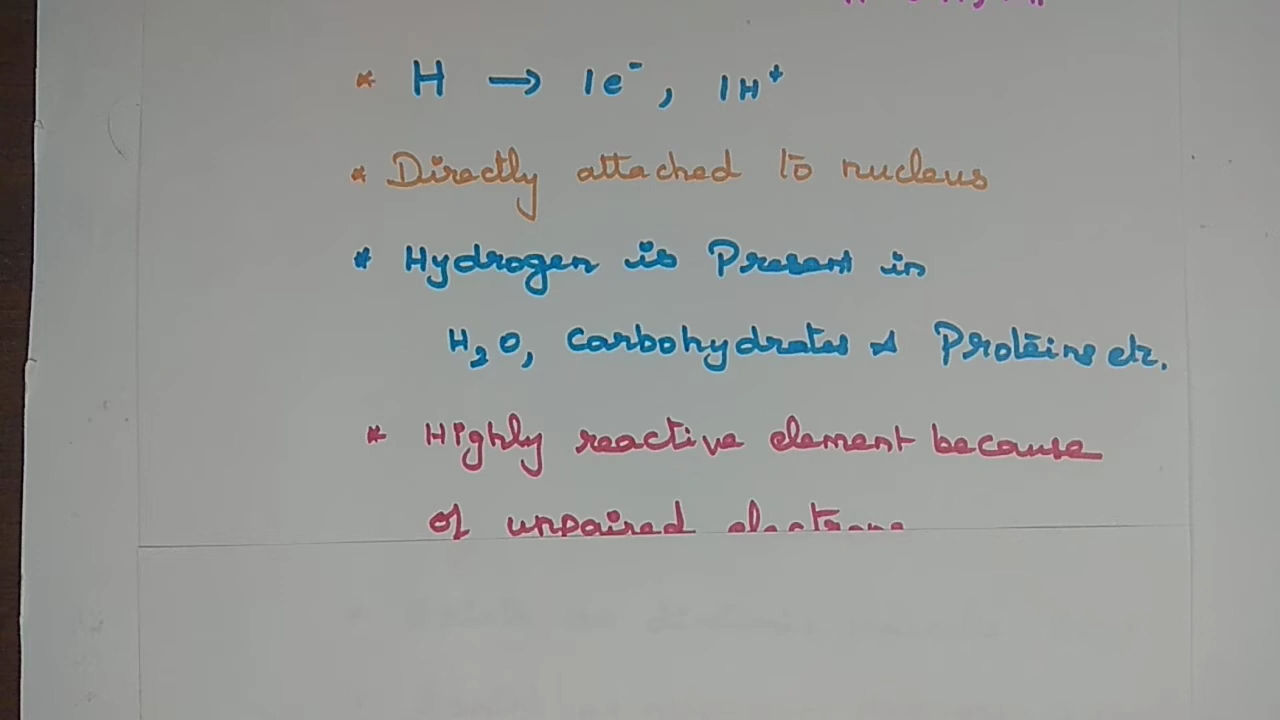 * H → 1e⁻, 1H⁺
* Directly attached to nucleus
* Hydrogen is Present in
H₂O, Carbohydrates & Proteins etc.
* Highly reactive element because
of unpaired electrons